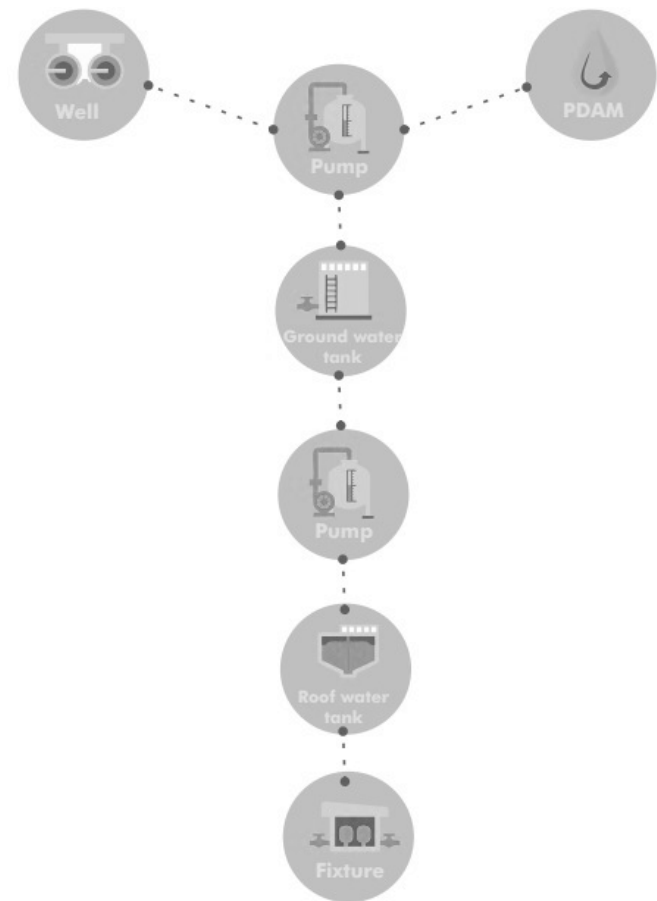 Well
PDAM
Pump
Ground water
tank
Pump
Roof water
tank
Fixture